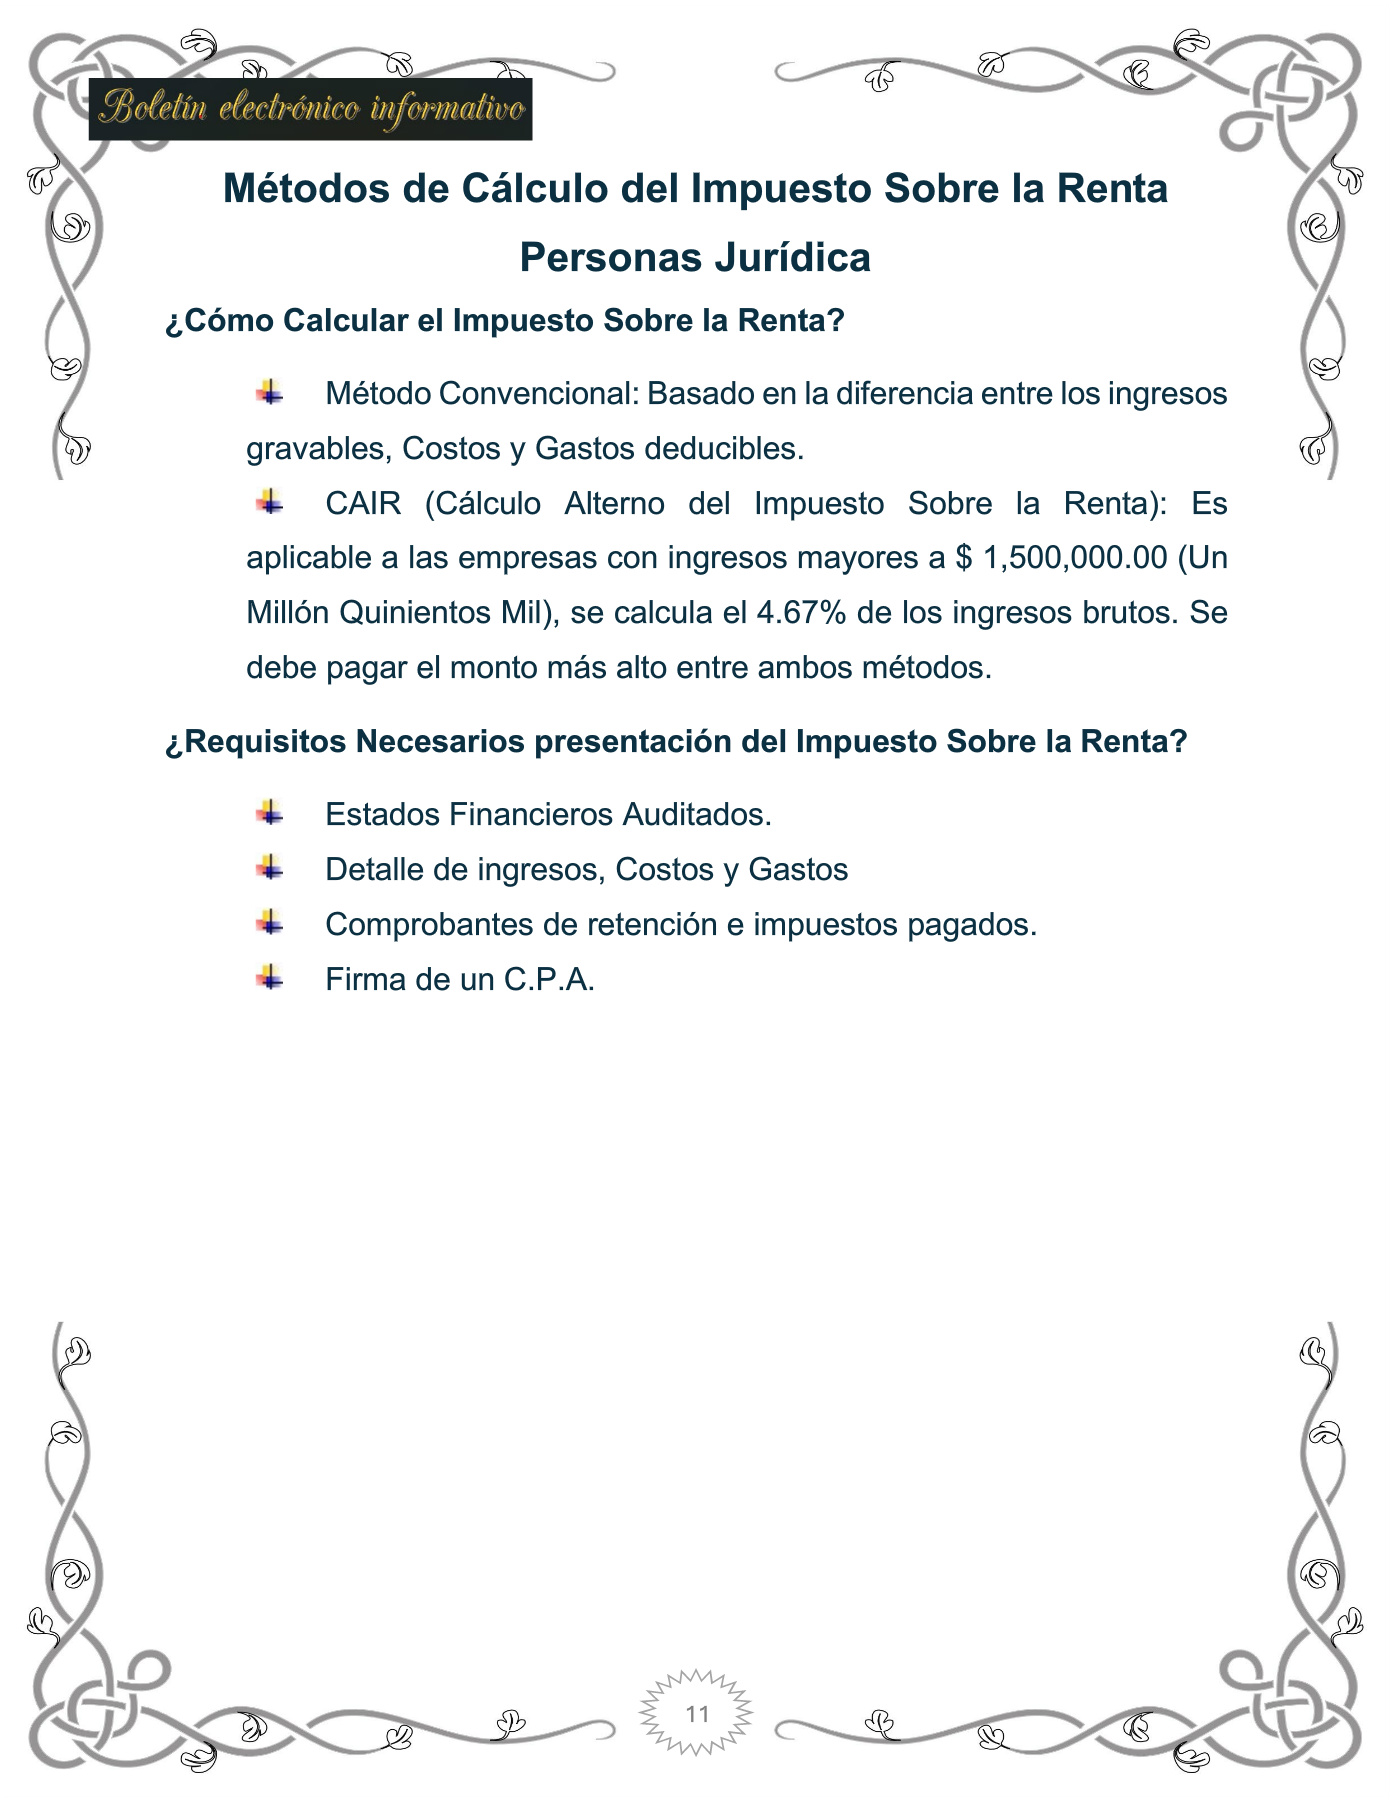 Boletín electrónico informativo
Métodos de Cálculo del Impuesto Sobre la Renta
Personas Jurídica
¿Cómo Calcular el Impuesto Sobre la Renta?
Método Convencional: Basado en la diferencia entre los ingresos
gravables, Costos y Gastos deducibles.
CAIR (Cálculo Alterno del Impuesto Sobre la Renta): Es
aplicable a las empresas con ingresos mayores a $ 1,500,000.00 (Un
Millón Quinientos Mil), se calcula el 4.67% de los ingresos brutos. Se
debe pagar el monto más alto entre ambos métodos.
¿Requisitos Necesarios presentación del Impuesto Sobre la Renta?
Estados Financieros Auditados.
Detalle de ingresos, Costos y Gastos
Comprobantes de retención e impuestos pagados.
Firma de un C.P.A.
11